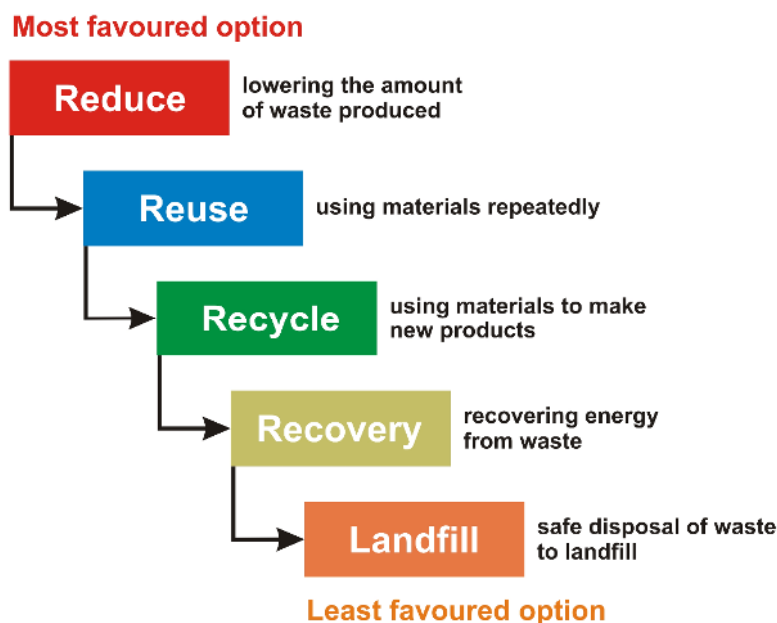 Most favoured option
Reduce
lowering the amount
of waste produced
Reuse
using materials repeatedly
Recycle
using materials to make
new products
Recovery
recovering energy
from waste
Landfill
safe disposal of waste
to landfill
Least favoured option